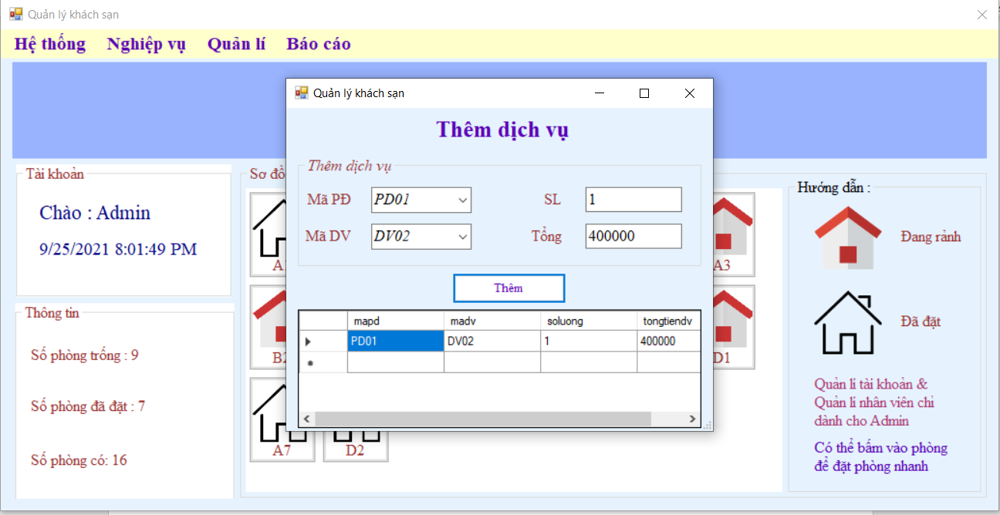 Quản lý khách sạn
Hệ thống Nghiệp vụ Quản lí Báo cáo
Tài khoản
Chào : Admin
9/25/2021 8:01:49 PM
Thông tin
Số phòng trống : 9
Số phòng đã đặt : 7
Số phòng có: 16
Sơ đồ
B2
A7
D2
A3
D1
Quản lý khách sạn
Thêm dịch vụ
Thêm dịch vụ
Mã PĐ PD01 SL 1
Mã DV DV02 Tổng 400000
Thêm
mapd madv soluong tongtiendv
PD01 DV02 1 400000
Hướng dẫn :
Đang rảnh
Đã đặt
Quản lí tài khoản &
Quản lí nhân viên chỉ
dành cho Admin
Có thể bấm vào phòng
để đặt phòng nhanh